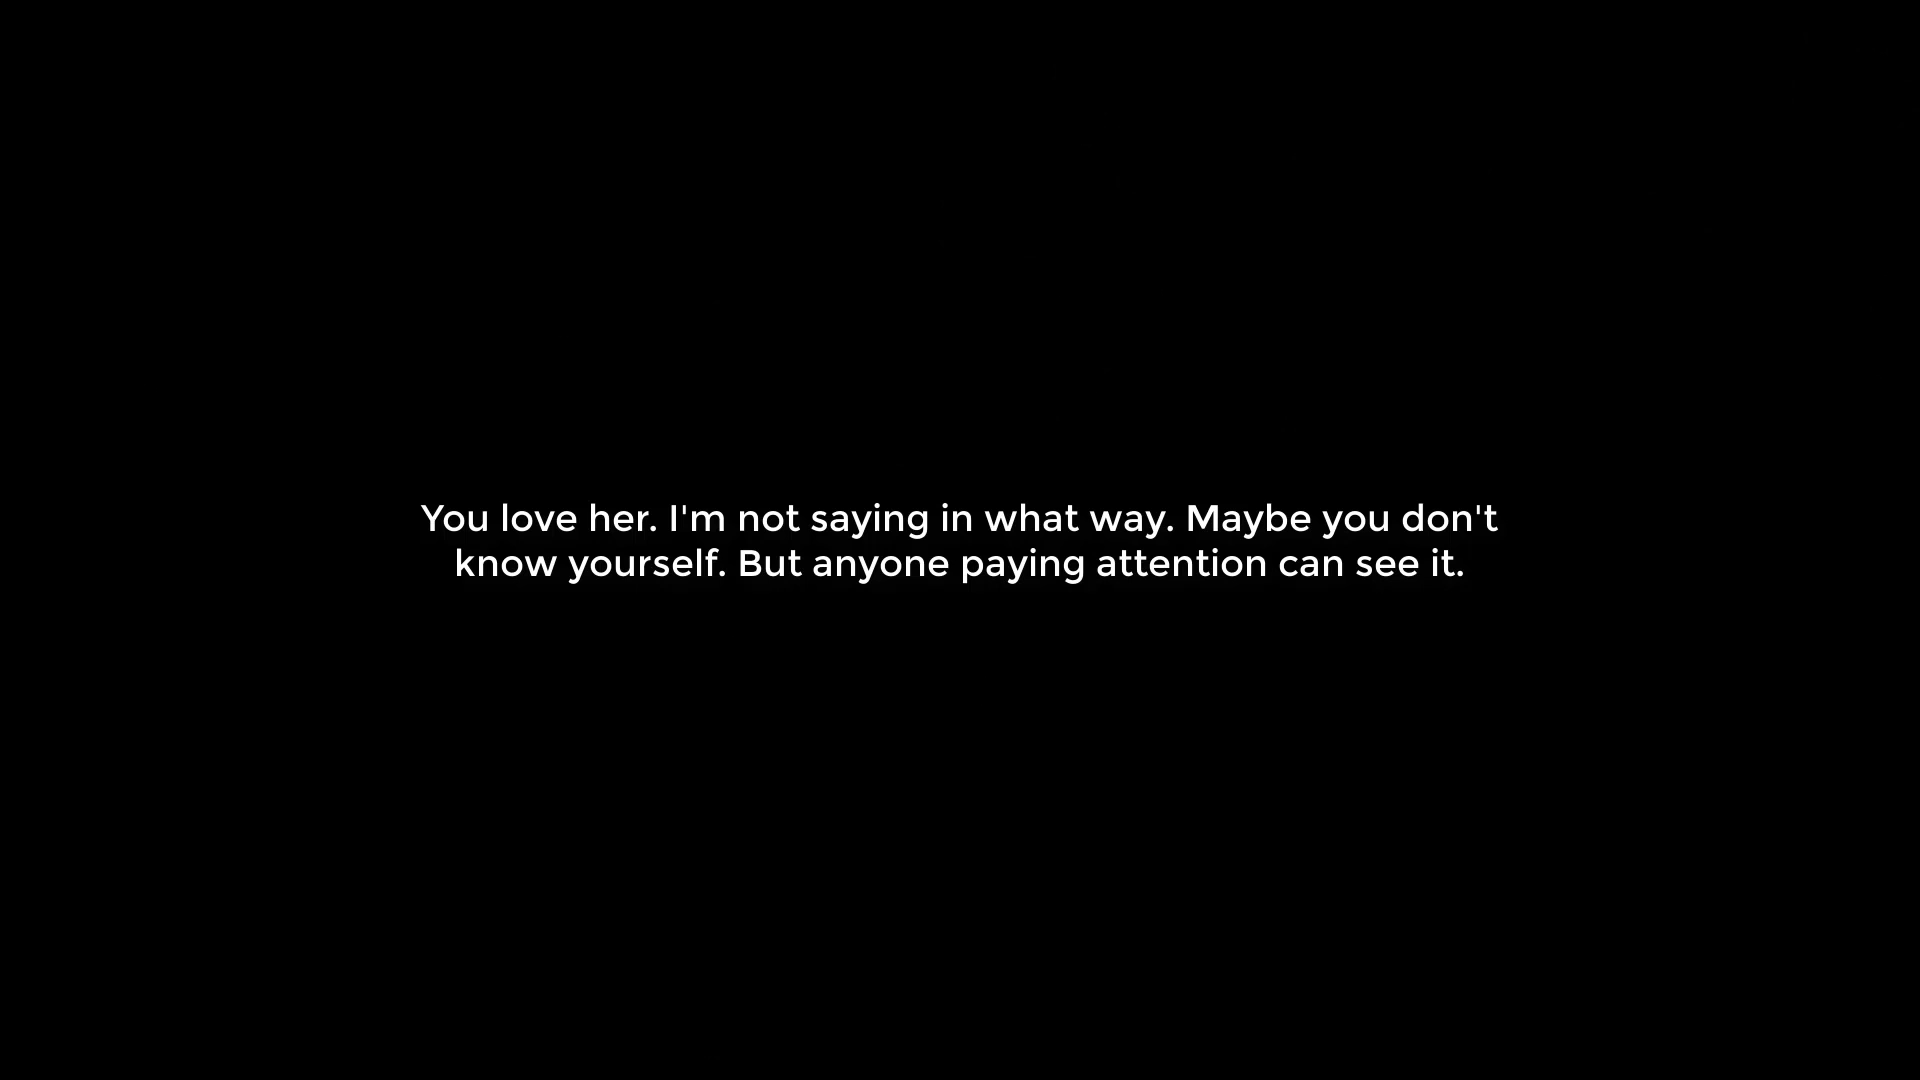 You love her. I'm not saying in what way. Maybe you don't
know yourself. But anyone paying attention can see it.